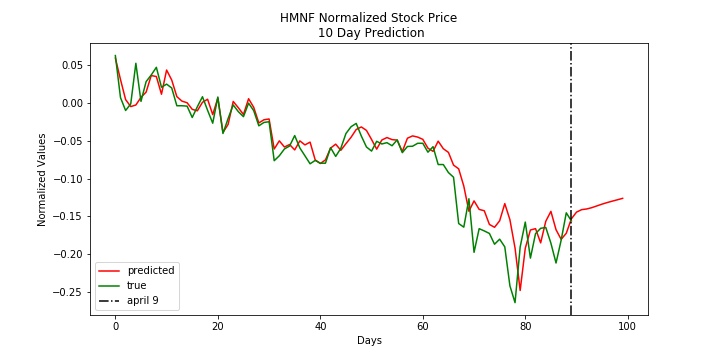 HMNF Normalized Stock Price
10 Day Prediction
Normalized Values
0.05
0.00
−0.05
−0.10
−0.15
−0.20
−0.25
predicted
true
april 9
0 20 40 60 80 100
Days